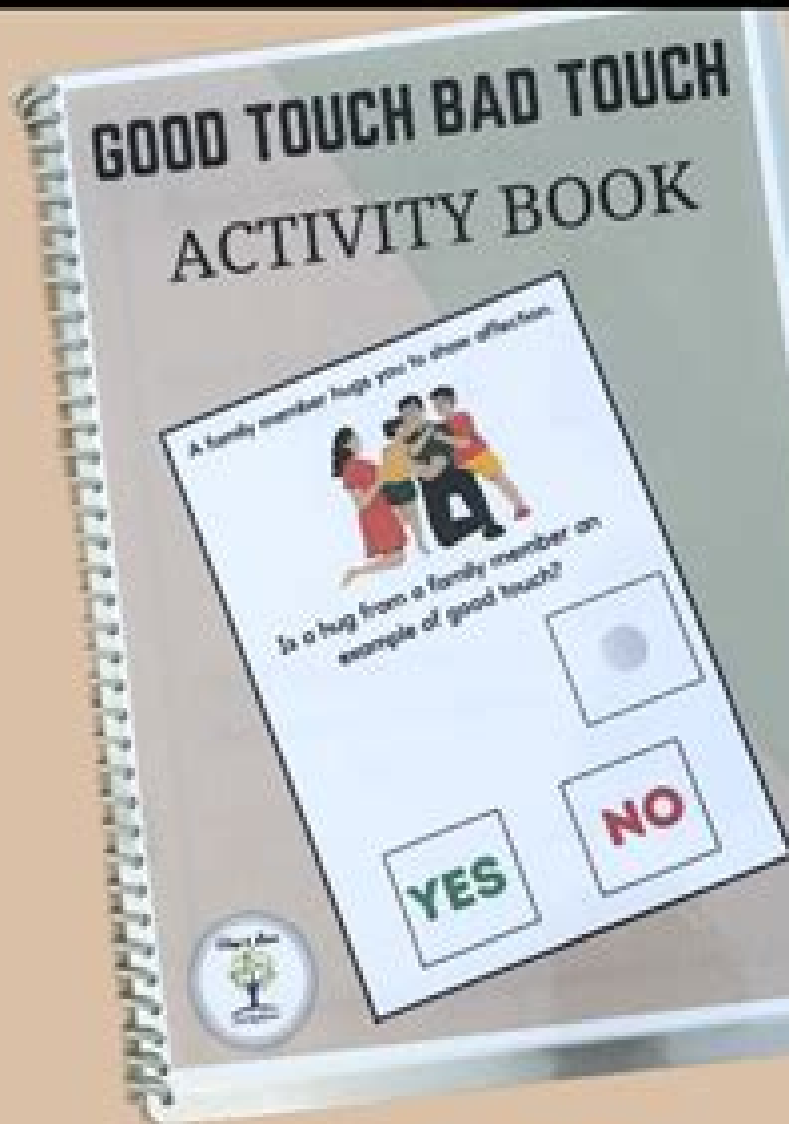 GOOD TOUCH BAD TOUCH
ACTIVITY BOOK
A family member hugs you to show affection.
Is a hug from a family member an
example of good touch?
YES
NO